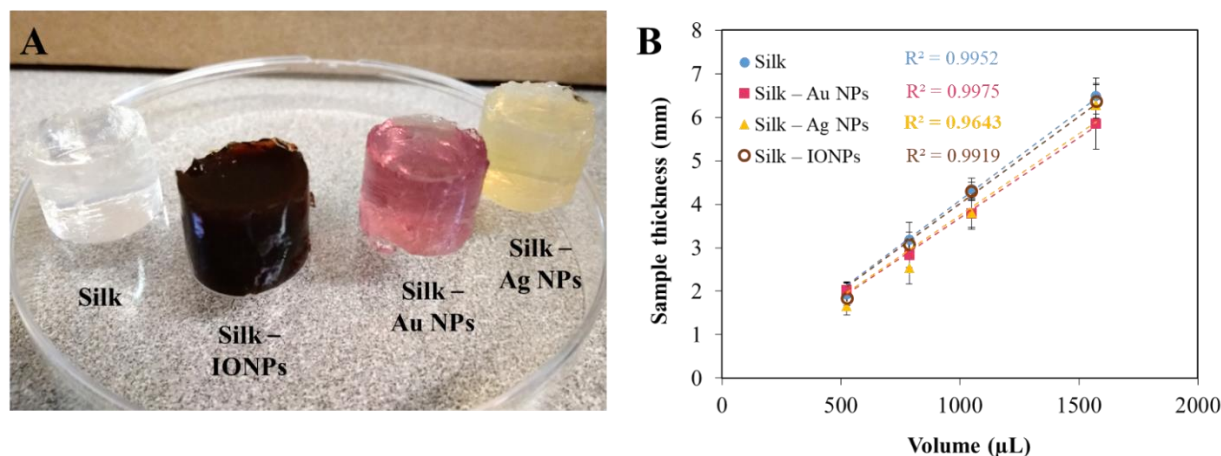 A
Silk
Silk –
IONPs
Silk –
Au NPs
Silk –
Ag NPs
B
Sample thickness (mm)
8
7
6
5
4
3
2
1
0
Silk R² = 0.9952
Silk – Au NPs R² = 0.9975
Silk – Ag NPs R² = 0.9643
Silk – IONPs R² = 0.9919
0 500 1000 1500 2000
Volume (µL)